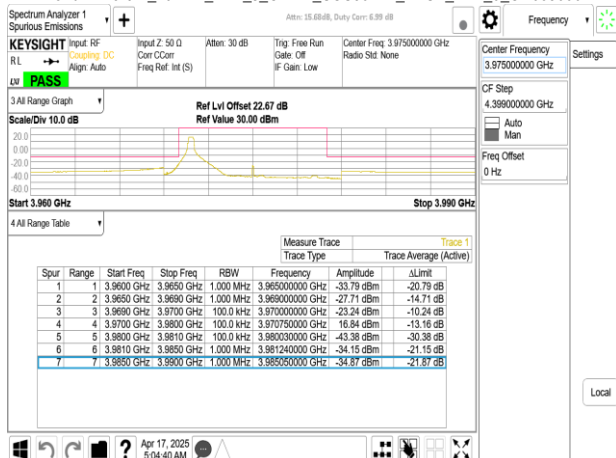 Spectrum Analyzer 1
Spurious Emissions
Attn: 15.68dB, Duty Corr: 6.99 dB
Frequency
KEYSIGHT Input: RF
RL
Coupling: DC
Align: Auto
Input Z: 50 Ω
Corr CCorr
Freq Ref: Int (S)
Atten: 30 dB
Trig: Free Run
Gate: Off
IF Gain: Low
Center Freq: 3.975000000 GHz
Radio Std: None
LXI PASS
Center Frequency
3.975000000 GHz
Settings
CF Step
4.399000000 GHz
Auto
Man
Freq Offset
0 Hz
3 All Range Graph
Scale/Div 10.0 dB
Ref Lvl Offset 22.67 dB
Ref Value 30.00 dBm
20.0
0.00
-20.0
-40.0
-60.0
Start 3.960 GHz
Stop 3.990 GHz
4 All Range Table
Measure Trace Trace 1
Trace Type Trace Average (Active)
Spur Range Start Freq Stop Freq RBW Frequency Amplitude ΔLimit
1 1 3.9600 GHz 3.9650 GHz 1.000 MHz 3.965000000 GHz -33.79 dBm -20.79 dB
2 2 3.9650 GHz 3.9690 GHz 1.000 MHz 3.969000000 GHz -27.71 dBm -14.71 dB
3 3 3.9690 GHz 3.9700 GHz 100.0 kHz 3.970000000 GHz -23.24 dBm -10.24 dB
4 4 3.9700 GHz 3.9800 GHz 100.0 kHz 3.970750000 GHz 16.84 dBm -13.16 dB
5 5 3.9800 GHz 3.9810 GHz 100.0 kHz 3.980030000 GHz -43.38 dBm -30.38 dB
6 6 3.9810 GHz 3.9850 GHz 1.000 MHz 3.981240000 GHz -34.15 dBm -21.15 dB
7 7 3.9850 GHz 3.9900 GHz 1.000 MHz 3.985050000 GHz -34.87 dBm -21.87 dB
Local
Apr 17, 2025
5:04:40 AM